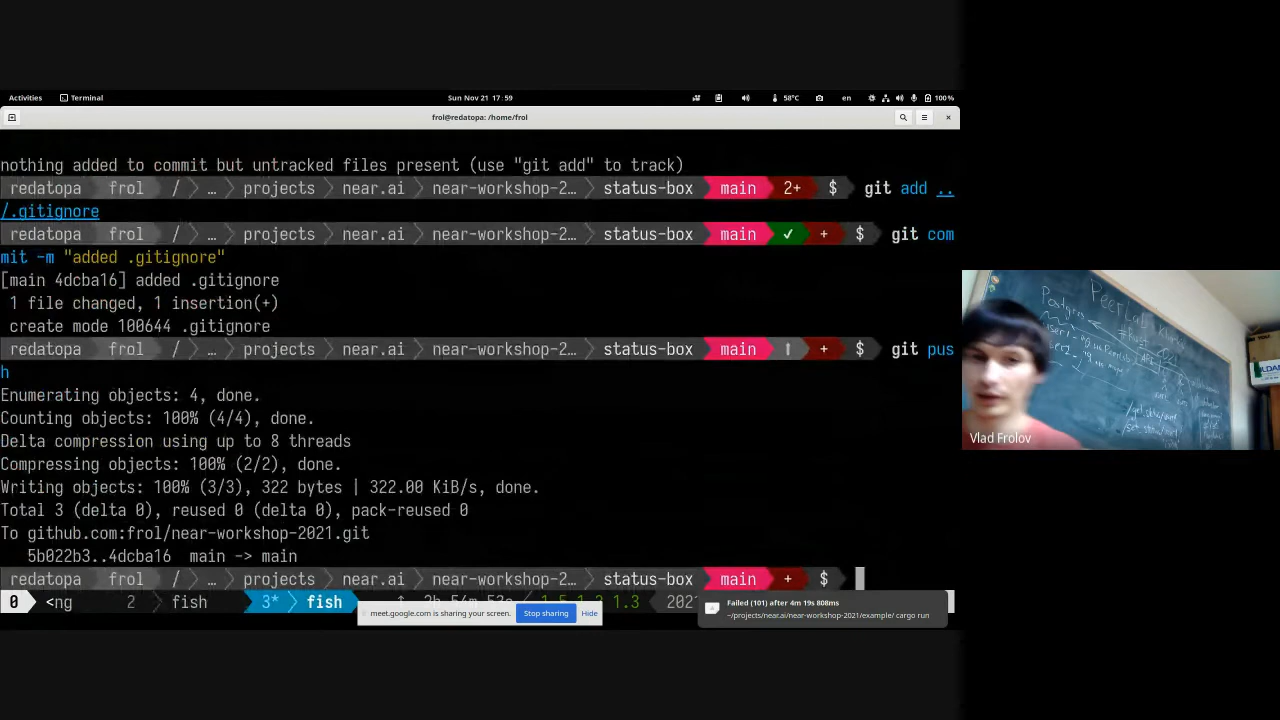 Activities Terminal Sun Nov 21 17:59 58°C en 100%
frol@redatopa: /home/frol
nothing added to commit but untracked files present (use "git add" to track)
redatopa frol / … projects near.ai near-workshop-2… status-box main 2+ $ git add ..
/.gitignore
redatopa frol / … projects near.ai near-workshop-2… status-box main ✓ + $ git com
mit -m "added .gitignore"
[main 4dcba16] added .gitignore
1 file changed, 1 insertion(+)
create mode 100644 .gitignore
redatopa frol / … projects near.ai near-workshop-2… status-box main ↑ + $ git pus
h
Enumerating objects: 4, done.
Counting objects: 100% (4/4), done.
Delta compression using up to 8 threads
Compressing objects: 100% (2/2), done.
Writing objects: 100% (3/3), 322 bytes | 322.00 KiB/s, done.
Total 3 (delta 0), reused 0 (delta 0), pack-reused 0
To github.com:frol/near-workshop-2021.git
5b022b3..4dcba16 main -> main
redatopa frol / … projects near.ai near-workshop-2… status-box main + $
0 <ng 2 fish 3* fish 1.3 202
meet.google.com is sharing your screen. Stop sharing Hide
Failed (101) after 4m 19s 808ms
~/projects/near.ai/near-workshop-2021/example/ cargo run
Postgres
Vlad Frolov